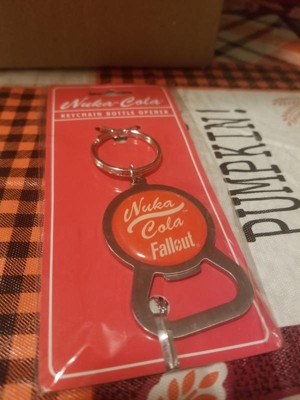 Nuka-Cola
KEYCHAIN BOTTLE OPENER
Nuka
Cola
Fallout
PUMPKIN!